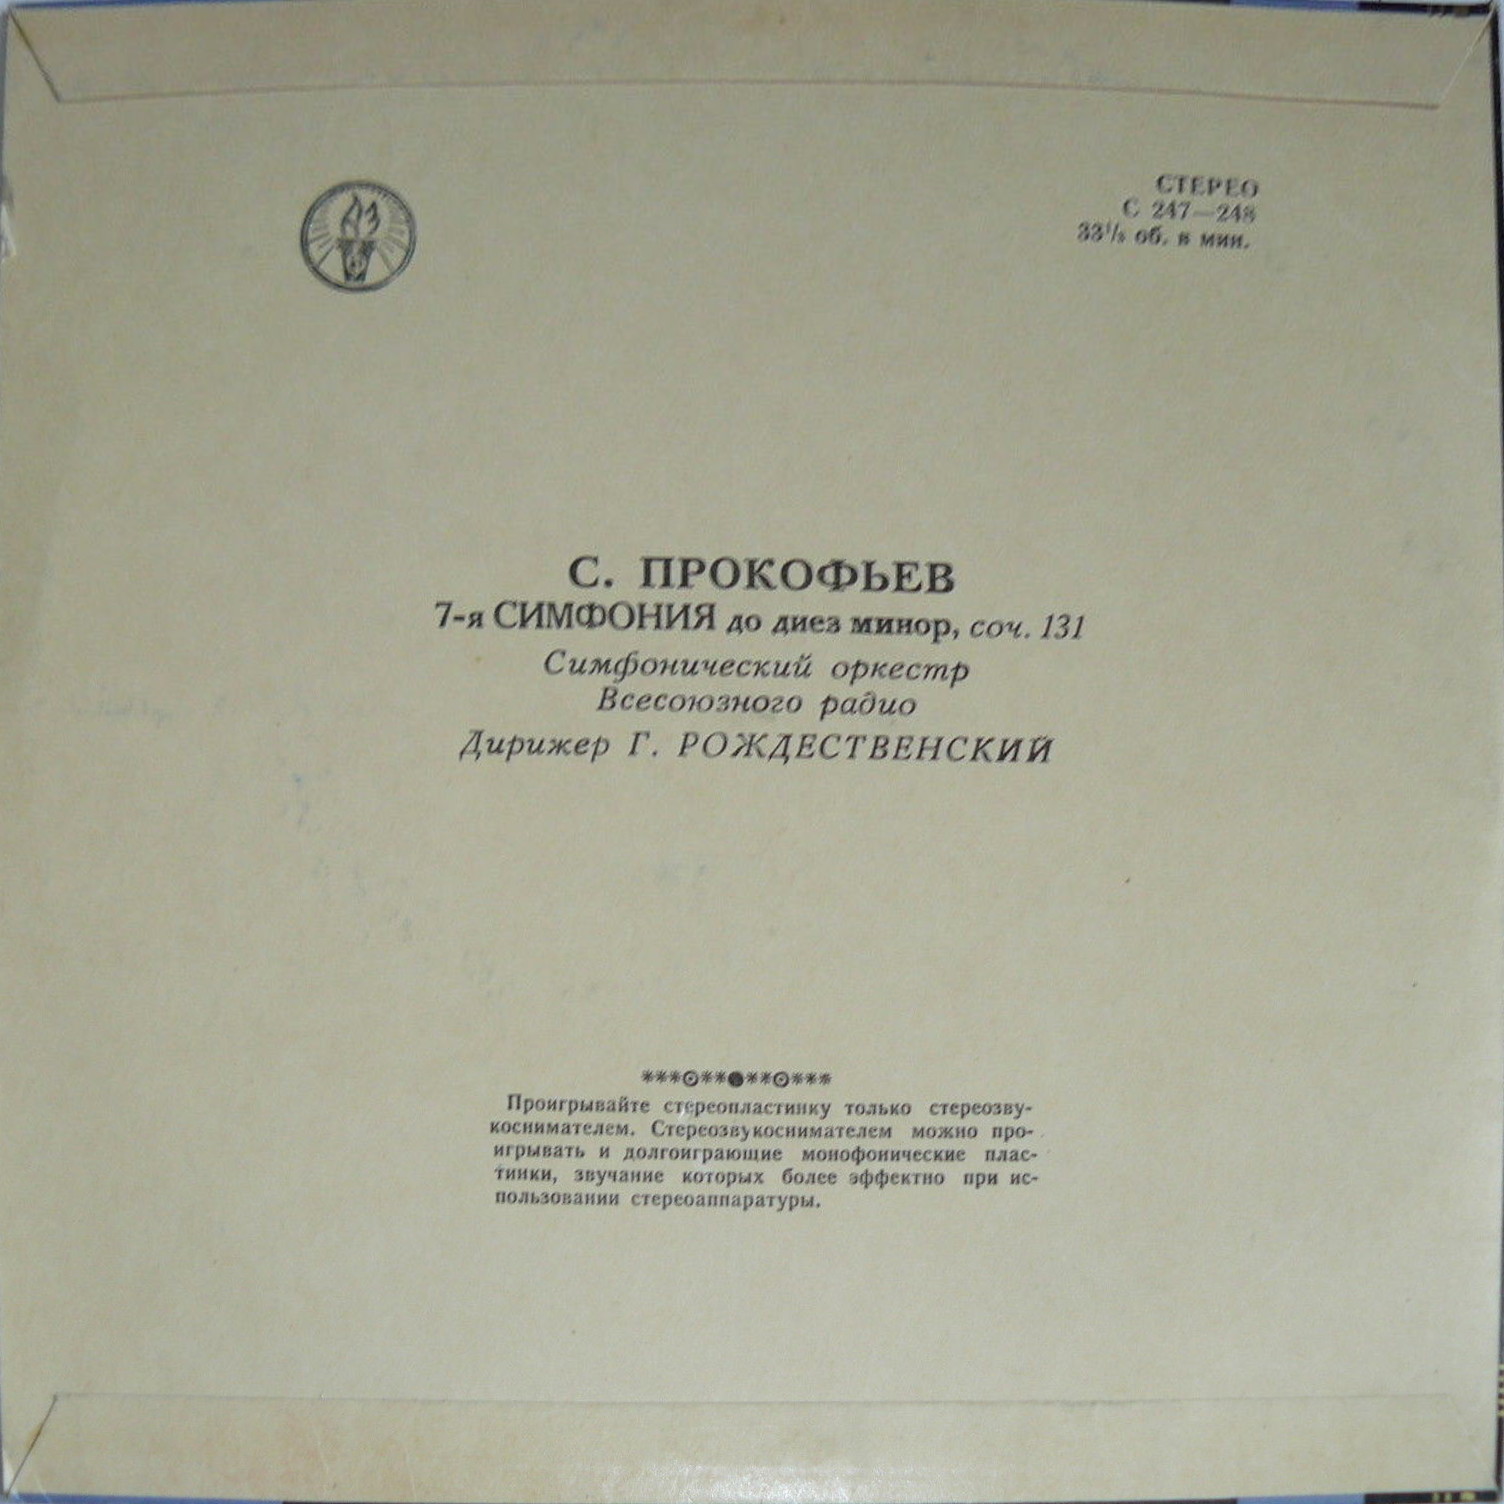 СТЕРЕО
С 247—248
33¹/₃ об. в мин.
С. ПРОКОФЬЕВ
7-я СИМФОНИЯ до диез минор, соч. 131
Симфонический оркестр
Всесоюзного радио
Дирижер Г. РОЖДЕСТВЕНСКИЙ
Проигрывайте стереопластинку только стереозву-
коснимателем. Стереозвукоснимателем можно про-
игрывать и долгоиграющие монофонические плас-
тинки, звучание которых более эффектно при ис-
пользовании стереоаппаратуры.